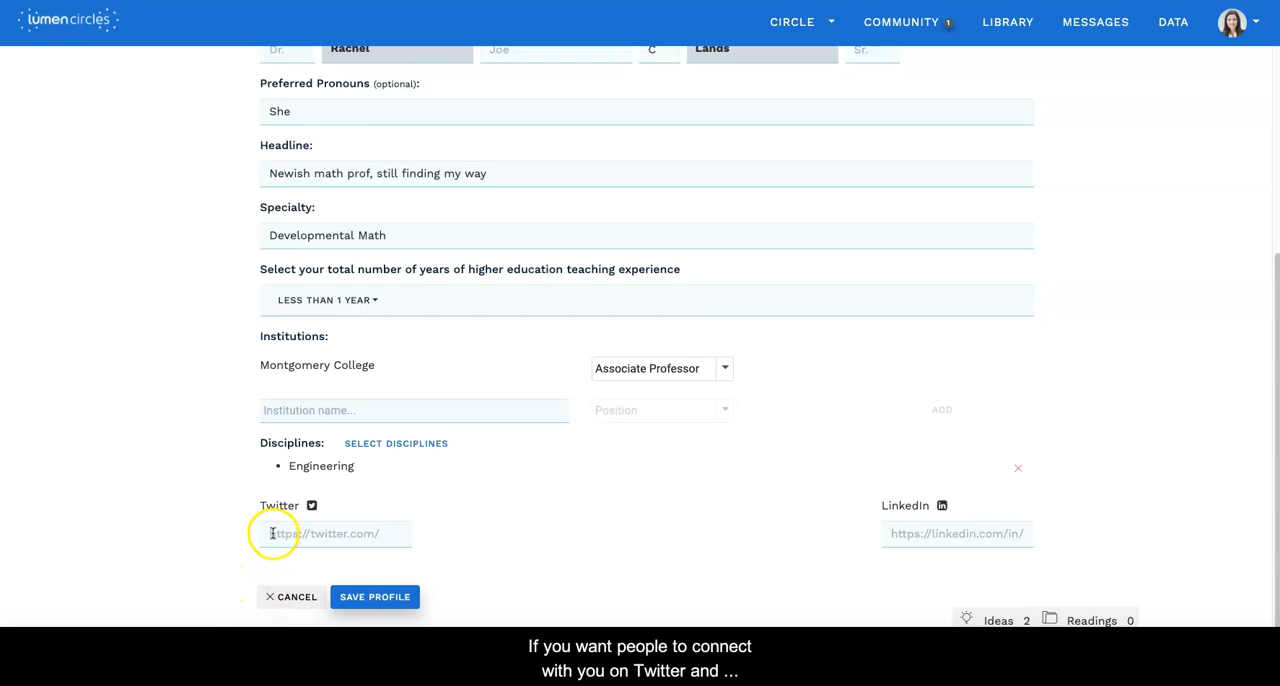 lumen circles
CIRCLE COMMUNITY 1 LIBRARY MESSAGES DATA
Dr. Rachel Joe C Lands Sr.
Preferred Pronouns (optional):
She
Headline:
Newish math prof, still finding my way
Specialty:
Developmental Math
Select your total number of years of higher education teaching experience
LESS THAN 1 YEAR
Institutions:
Montgomery College Associate Professor
Institution name... Position ADD
Disciplines: SELECT DISCIPLINES
• Engineering
Twitter LinkedIn
https://twitter.com/ https://linkedin.com/in/
× CANCEL SAVE PROFILE
Ideas 2 Readings 0
If you want people to connect
with you on Twitter and ...